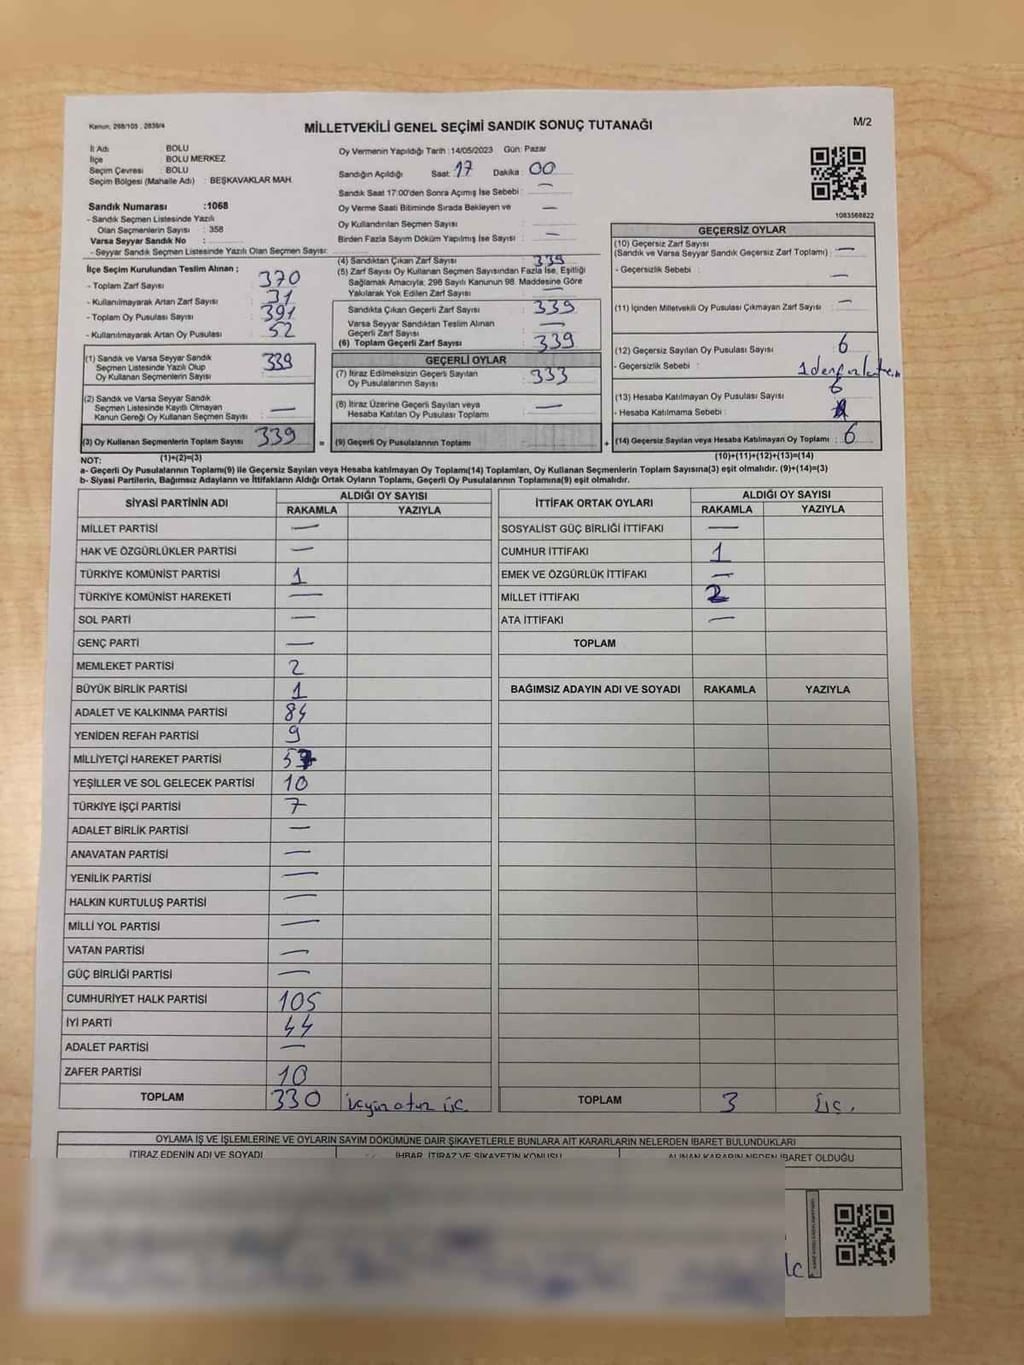 Kanun: 298/105 , 2839/4
MİLLETVEKİLİ GENEL SEÇİMİ SANDIK SONUÇ TUTANAĞI
M/2
İl Adı BOLU
İlçe BOLU MERKEZ
Seçim Çevresi : BOLU
Seçim Bölgesi (Mahalle Adı) : BEŞKAVAKLAR MAH.
Sandık Numarası :1068
- Sandık Seçmen Listesinde Yazılı
Olan Seçmenlerin Sayısı : 358
Varsa Seyyar Sandık No :
- Seyyar Sandık Seçmen Listesinde Yazılı Olan Seçmen Sayısı:
Oy Vermenin Yapıldığı Tarih :14/05/2023 Gün: Pazar
Sandığın Açıldığı Saat: 17 Dakika : 00
Sandık Saat 17:00'den Sonra Açımış İse Sebebi : —
Oy Verme Saati Bitiminde Sırada Bekleyen ve —
Oy Kullandırılan Seçmen Sayısı
Birden Fazla Sayım Döküm Yapılmış İse Sayısı : —
1083568822
İlçe Seçim Kurulundan Teslim Alınan ;
- Toplam Zarf Sayısı 370
- Kullanılmayarak Artan Zarf Sayısı 31
- Toplam Oy Pusulası Sayısı 391
- Kullanılmayarak Artan Oy Pusulası 52
(1) Sandık ve Varsa Seyyar Sandık
Seçmen Listesinde Yazılı Olup 339
Oy Kullanan Seçmenlerin Sayısı
(2) Sandık ve Varsa Seyyar Sandık
Seçmen Listesinde Kayıtlı Olmayan —
Kanun Gereği Oy Kullanan Seçmen Sayısı
(3) Oy Kullanan Seçmenlerin Toplam Sayısı 339
(4) Sandıktan Çıkan Zarf Sayısı 339
(5) Zarf Sayısı Oy Kullanan Seçmen Sayısından Fazla İse, Eşitliği
Sağlamak Amacıyla, 298 Sayılı Kanunun 98. Maddesine Göre
Yakılarak Yok Edilen Zarf Sayısı —
Sandıkta Çıkan Geçerli Zarf Sayısı 339
Varsa Seyyar Sandıktan Teslim Alınan
Geçerli Zarf Sayısı —
(6) Toplam Geçerli Zarf Sayısı 339
GEÇERLİ OYLAR
(7) İtiraz Edilmeksizin Geçerli Sayılan
Oy Pusulasının Sayısı 333
(8) İtiraz Üzerine Geçerli Sayılan veya
Hesaba Katılan Oy Pusulası Toplamı —
= (9) Geçerli Oy Pusulalarının Toplamı
GEÇERSİZ OYLAR
(10) Geçersiz Zarf Sayısı
(Sandık ve Varsa Seyyar Sandık Geçersiz Zarf Toplamı) —
- Geçersizlik Sebebi : —
(11) İçinden Milletvekili Oy Pusulası Çıkmayan Zarf Sayısı —
(12) Geçersiz Sayılan Oy Pusulası Sayısı 6
- Geçersizlik Sebebi : 1 den fazla
(13) Hesaba Katılmayan Oy Pusulası Sayısı 6
- Hesaba Katılmama Sebebi :
+ (14) Geçersiz Sayılan veya Hesaba Katılmayan Oy Toplamı : 6
NOT: (1)+(2)=(3)
(10)+(11)+(12)+(13)=(14)
a- Geçerli Oy Pusulalarının Toplamı(9) ile Geçersiz Sayılan veya Hesaba katılmayan Oy Toplamı(14) Toplamları, Oy Kullanan Seçmenlerin Toplam Sayısına(3) eşit olmalıdır. (9)+(14)=(3)
b- Siyasi Partilerin, Bağımsız Adayların ve İttifakların Aldığı Ortak Oyların Toplamı, Geçerli Oy Pusulalarının Toplamına(9) eşit olmalıdır.
SİYASİ PARTİNİN ADI
ALDIĞI OY SAYISI
RAKAMLA YAZIYLA
MİLLET PARTİSİ —
HAK VE ÖZGÜRLÜKLER PARTİSİ —
TÜRKİYE KOMÜNİST PARTİSİ 1
TÜRKİYE KOMÜNİST HAREKETİ —
SOL PARTİ —
GENÇ PARTİ —
MEMLEKET PARTİSİ 2
BÜYÜK BİRLİK PARTİSİ 1
ADALET VE KALKINMA PARTİSİ 84
YENİDEN REFAH PARTİSİ 9
MİLLİYETÇİ HAREKET PARTİSİ
YEŞİLLER VE SOL GELECEK PARTİSİ 10
TÜRKİYE İŞÇİ PARTİSİ 7
ADALET BİRLİK PARTİSİ —
ANAVATAN PARTİSİ —
YENİLİK PARTİSİ —
HALKIN KURTULUŞ PARTİSİ —
MİLLİ YOL PARTİSİ —
VATAN PARTİSİ —
GÜÇ BİRLİĞİ PARTİSİ —
CUMHURİYET HALK PARTİSİ 105
İYİ PARTİ 44
ADALET PARTİSİ —
ZAFER PARTİSİ 10
TOPLAM 330 üç
İTTİFAK ORTAK OYLARI
ALDIĞI OY SAYISI
RAKAMLA YAZIYLA
SOSYALİST GÜÇ BİRLİĞİ İTTİFAKI —
CUMHUR İTTİFAKI 1
EMEK VE ÖZGÜRLÜK İTTİFAKI —
MİLLET İTTİFAKI 2
ATA İTTİFAKI —
TOPLAM
BAĞIMSIZ ADAYIN ADI VE SOYADI RAKAMLA YAZIYLA
TOPLAM 3 Üç.
OYLAMA İŞ VE İŞLEMLERİNE VE OYLARIN SAYIM DÖKÜMÜNE DAİR ŞİKAYETLERLE BUNLARA AİT KARARLARIN NELERDEN İBARET BULUNDUKLARI
İTİRAZ EDENİN ADI VE SOYADI İHBAR, İTİRAZ VE ŞİKAYETİN KONUSU ALINAN KARARIN NEDEN İBARET OLDUĞU